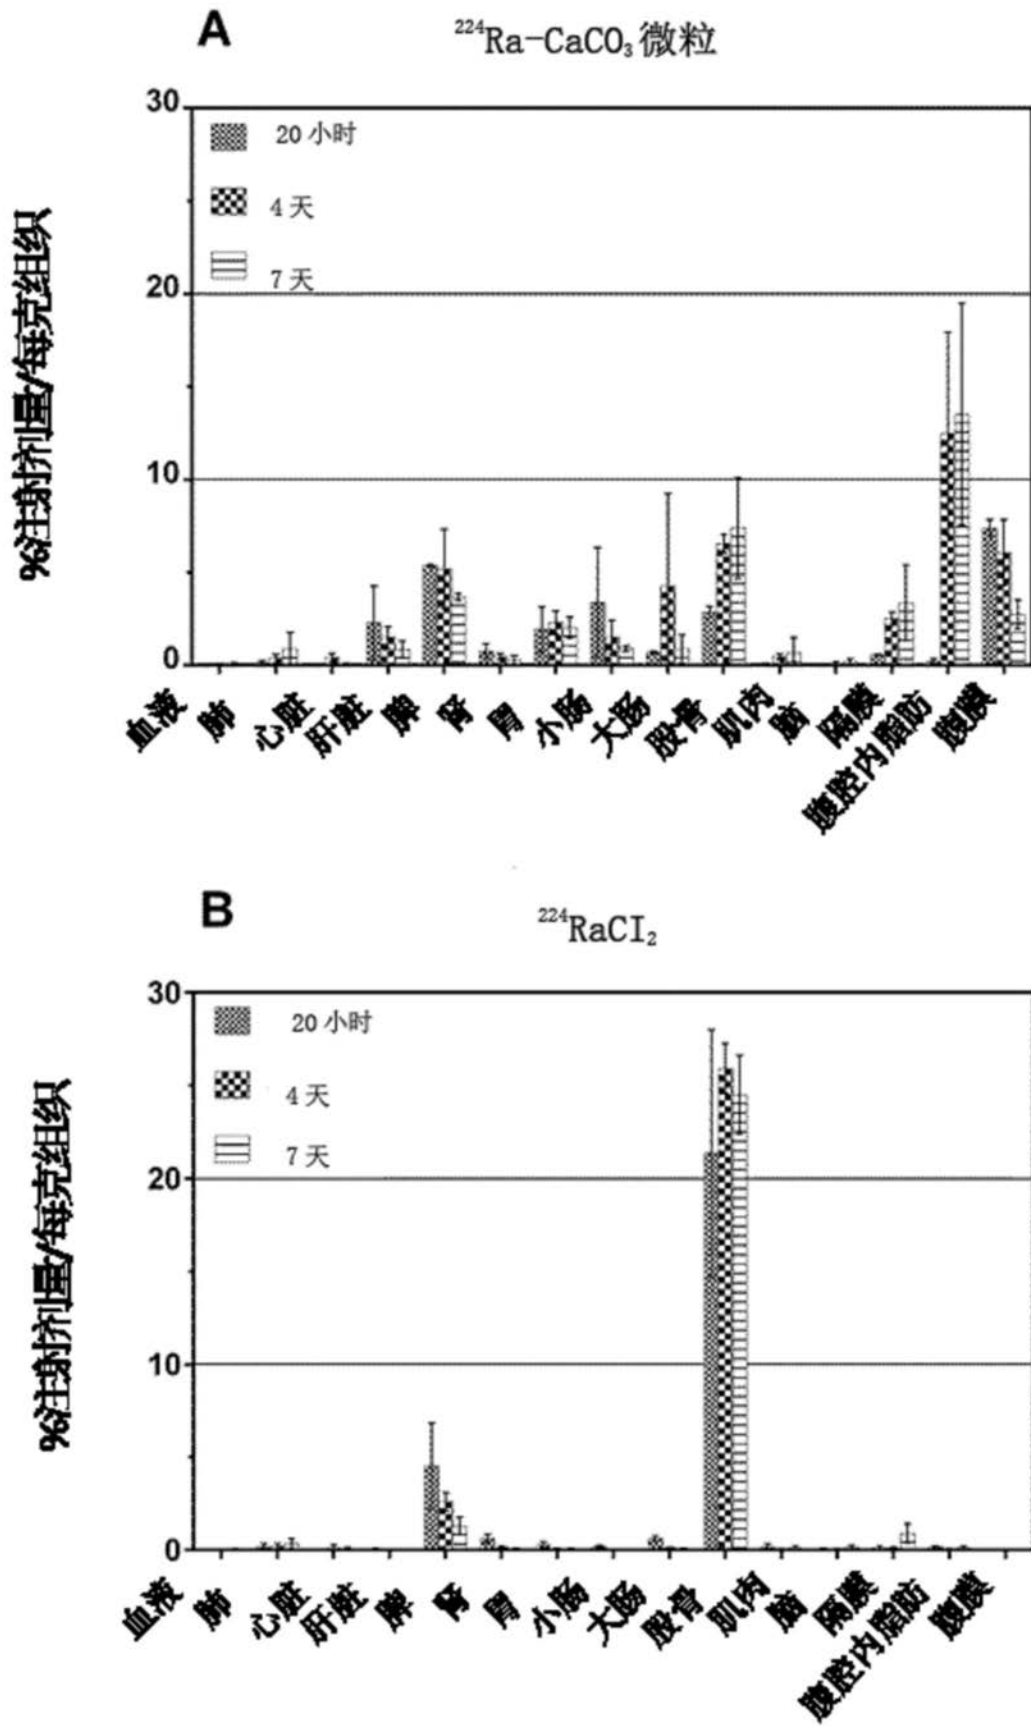 A
²²⁴Ra-CaCO₃微粒
%注射剂量/每克组织
30
20
10
0
20 小时
4 天
7 天
血液
肺
心脏
肝脏
脾
肾
胃
小肠
大肠
股骨
肌肉
脑
隔膜
腹腔内脂肪
腹膜
B
²²⁴RaCI₂
%注射剂量/每克组织
30
20
10
0
20 小时
4 天
7 天
血液
肺
心脏
肝脏
脾
肾
胃
小肠
大肠
股骨
肌肉
脑
隔膜
腹腔内脂肪
腹膜